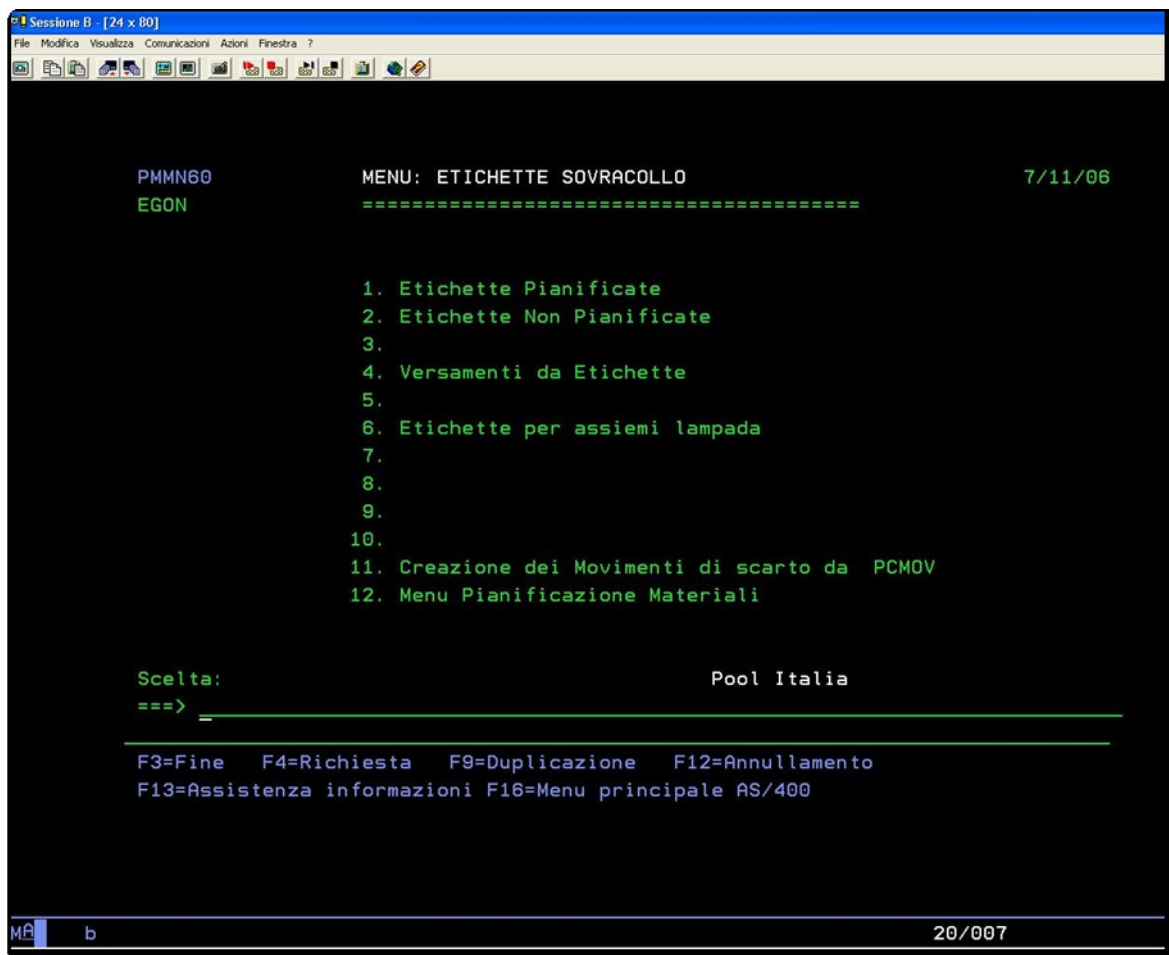 Sessione B - [24 x 80]
File Modifica Visualizza Comunicazioni Azioni Finestra ?
PMMN60 MENU: ETICHETTE SOVRACOLLO 7/11/06
EGON ========================================
1. Etichette Pianificate
2. Etichette Non Pianificate
3.
4. Versamenti da Etichette
5.
6. Etichette per assiemi lampada
7.
8.
9.
10.
11. Creazione dei Movimenti di scarto da PCMOV
12. Menu Pianificazione Materiali
Scelta: Pool Italia
===>
F3=Fine F4=Richiesta F9=Duplicazione F12=Annullamento
F13=Assistenza informazioni F16=Menu principale AS/400
MA b 20/007